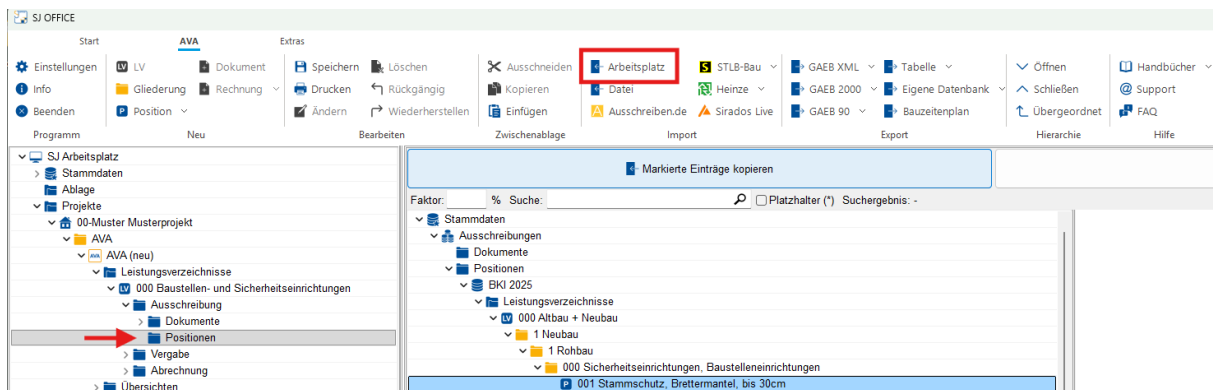 SJ OFFICE
Start AVA Extras
Einstellungen LV Dokument Speichern Löschen Ausschneiden Arbeitsplatz STLB-Bau GAEB XML Tabelle Öffnen Handbücher
Info Gliederung Rechnung Drucken Rückgängig Kopieren Datei Heinze GAEB 2000 Eigene Datenbank Schließen Support
Beenden Position Ändern Wiederherstellen Einfügen Ausschreiben.de Sirados Live GAEB 90 Bauzeitenplan Übergeordnet FAQ
Programm Neu Bearbeiten Zwischenablage Import Export Hierarchie Hilfe
SJ Arbeitsplatz
Stammdaten
Ablage
Projekte
00-Muster Musterprojekt
AVA
AVA (neu)
Leistungsverzeichnisse
LV 000 Baustellen- und Sicherheitseinrichtungen
Ausschreibung
Dokumente
Positionen
Vergabe
Abrechnung
Übersichten
Markierte Einträge kopieren
Faktor: % Suche: Platzhalter (*) Suchergebnis: -
Stammdaten
Ausschreibungen
Dokumente
Positionen
BKI 2025
Leistungsverzeichnisse
LV 000 Altbau + Neubau
1 Neubau
1 Rohbau
000 Sicherheitseinrichtungen, Baustelleneinrichtungen
P 001 Stammschutz, Brettermantel, bis 30cm